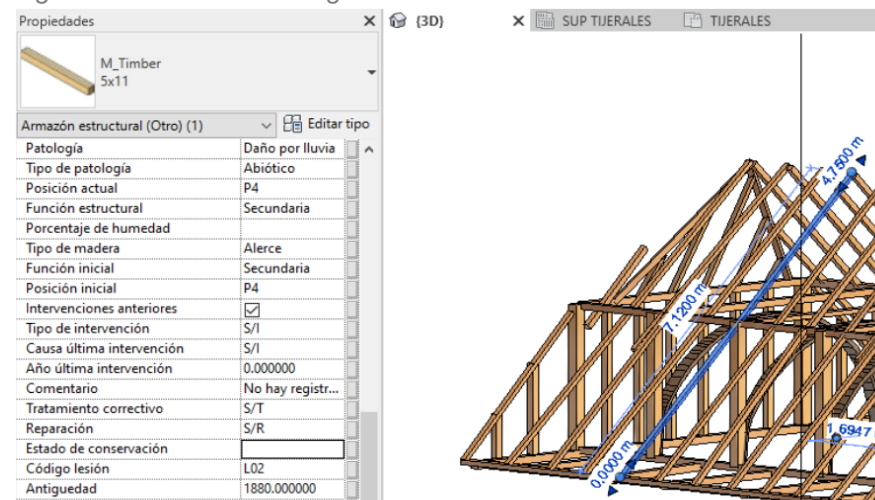 Propiedades
{3D}
SUP TIJERALES
TIJERALES
M_Timber
5x11
Armazón estructural (Otro) (1)
Editar tipo
Patología Daño por lluvia
Tipo de patología Abiótico
Posición actual P4
Función estructural Secundaria
Porcentaje de humedad
Tipo de madera Alerce
Función inicial Secundaria
Posición inicial P4
Intervenciones anteriores
Tipo de intervención S/I
Causa última intervención S/I
Año última intervención 0.000000
Comentario No hay registr...
Tratamiento correctivo S/T
Reparación S/R
Estado de conservación
Código lesión L02
Antiguedad 1880.000000
4.7500 m
7.1200 m
1.6947
0.0000 m